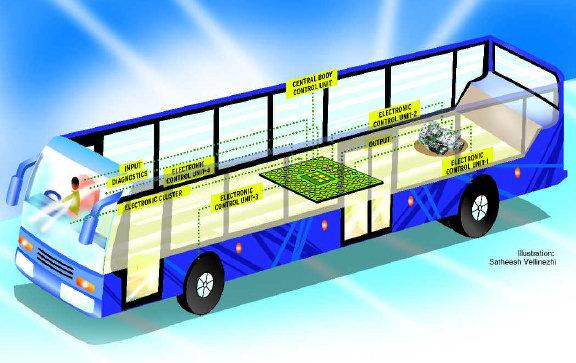 CENTRAL BODY
CONTROL UNIT
ELECTRONIC
CONTROL UNIT-2
INPUT
DIAGNOSTICS
ELECTRONIC
CONTROL UNIT-4
OUTPUT
ELECTRONIC
CONTROL UNIT-1
ELECTRONIC CLUSTER
ELECTRONIC
CONTROL UNIT-3
Illustration:
Satheesh Vellinezhi